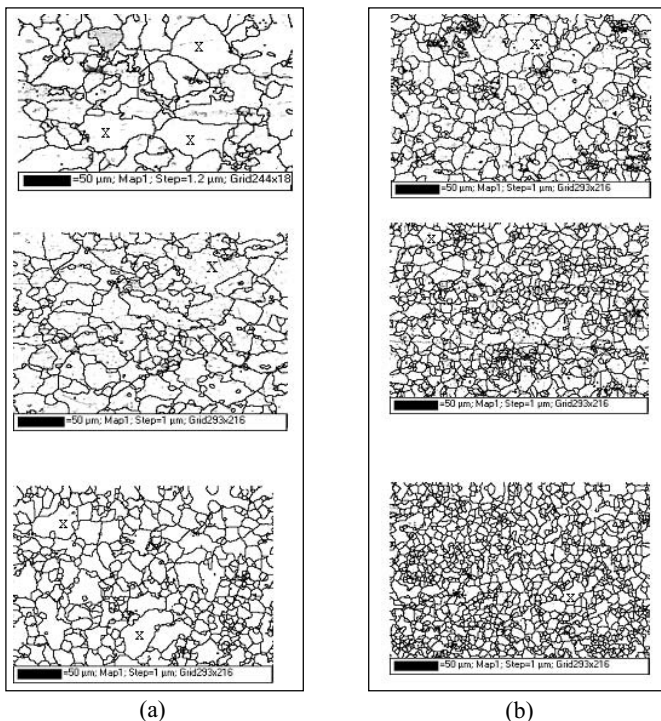 X
X
X
=50 µm; Map1; Step=1.2 µm; Grid244x18
X
=50 µm; Map1; Step=1 µm; Grid293x216
X
X
=50 µm; Map1; Step=1 µm; Grid293x216
(a)
X
=50 µm; Map1; Step=1 µm; Grid293x216
X
=50 µm; Map1; Step=1 µm; Grid293x216
X
=50 µm; Map1; Step=1 µm; Grid293x216
(b)